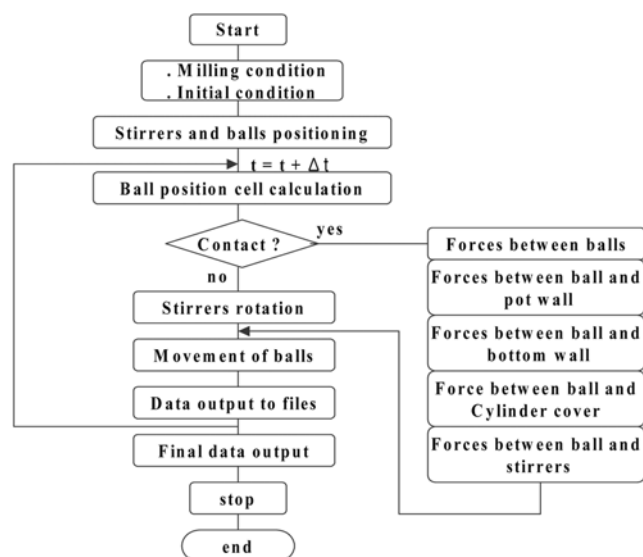 Start
. Milling condition
. Initial condition
Stirrers and balls positioning
t = t + Δt
Ball position cell calculation
Contact ?
yes
no
Forces between balls
Forces between ball and
pot wall
Forces between ball and
bottom wall
Force between ball and
Cylinder cover
Forces between ball and
stirrers
Stirrers rotation
Movement of balls
Data output to files
Final data output
stop
end